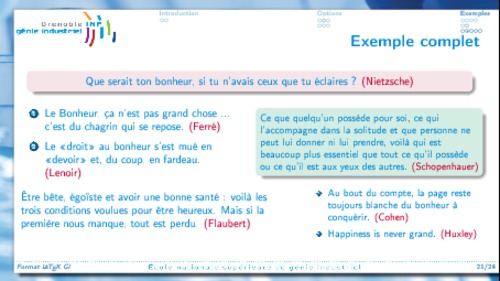 Grenoble INP
génie industriel
Introduction
Options
Exemples
Exemple complet
Que serait ton bonheur, si tu n'avais ceux que tu éclaires ? (Nietzsche)
1 Le Bonheur, ça n'est pas grand chose ...
c'est du chagrin qui se repose. (Ferré)
2 Le «droit» au bonheur s'est mué en
«devoir» et, du coup, en fardeau.
(Lenoir)
Être bête, égoïste et avoir une bonne santé : voilà les
trois conditions voulues pour être heureux. Mais si la
première nous manque, tout est perdu. (Flaubert)
Ce que quelqu'un possède pour soi, ce qui
l'accompagne dans la solitude et que personne ne
peut lui donner ni lui prendre, voilà qui est
beaucoup plus essentiel que tout ce qu'il possède
ou ce qu'il est aux yeux des autres. (Schopenhauer)
Au bout du compte, la page reste
toujours blanche du bonheur à
conquérir. (Cohen)
Happiness is never grand. (Huxley)
Format LATEX GI
École nationale supérieure de génie industriel
21/24